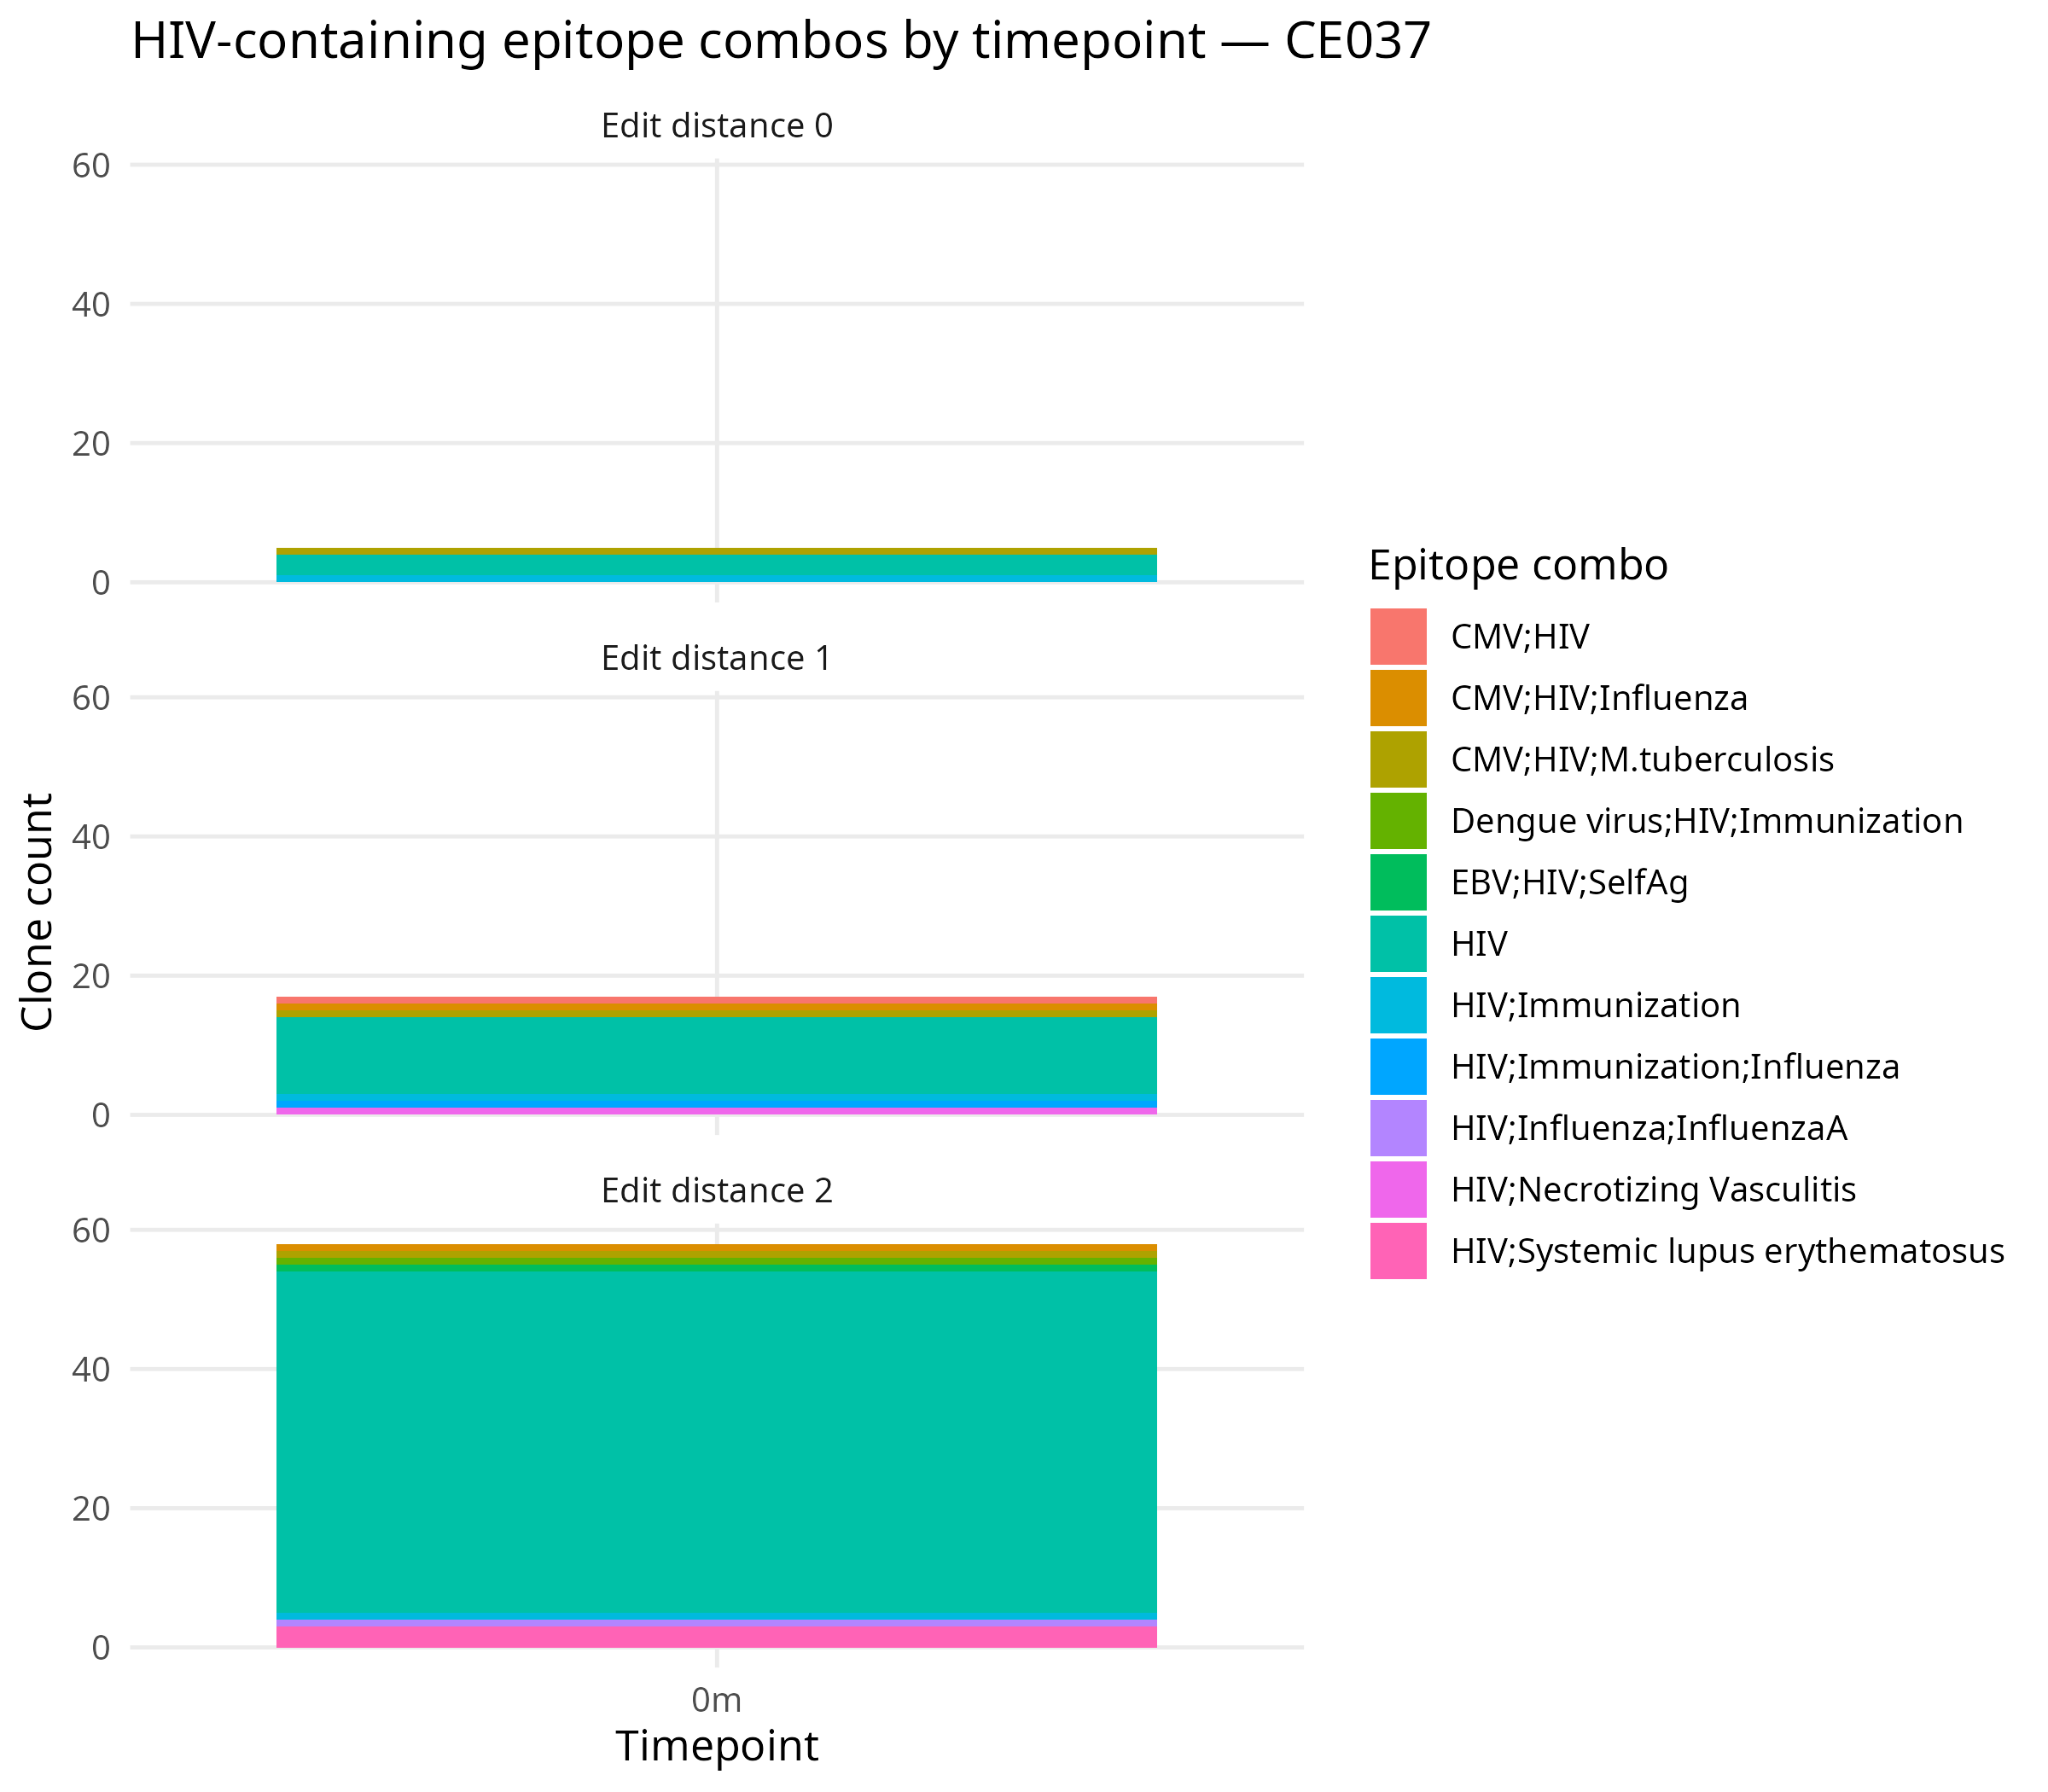 HIV-containing epitope combos by timepoint — CE037
Edit distance 0
60
40
20
0
Edit distance 1
60
40
20
0
Edit distance 2
60
40
20
0
0m
Timepoint
Clone count
Epitope combo
CMV;HIV
CMV;HIV;Influenza
CMV;HIV;M.tuberculosis
Dengue virus;HIV;Immunization
EBV;HIV;SelfAg
HIV
HIV;Immunization
HIV;Immunization;Influenza
HIV;Influenza;InfluenzaA
HIV;Necrotizing Vasculitis
HIV;Systemic lupus erythematosus